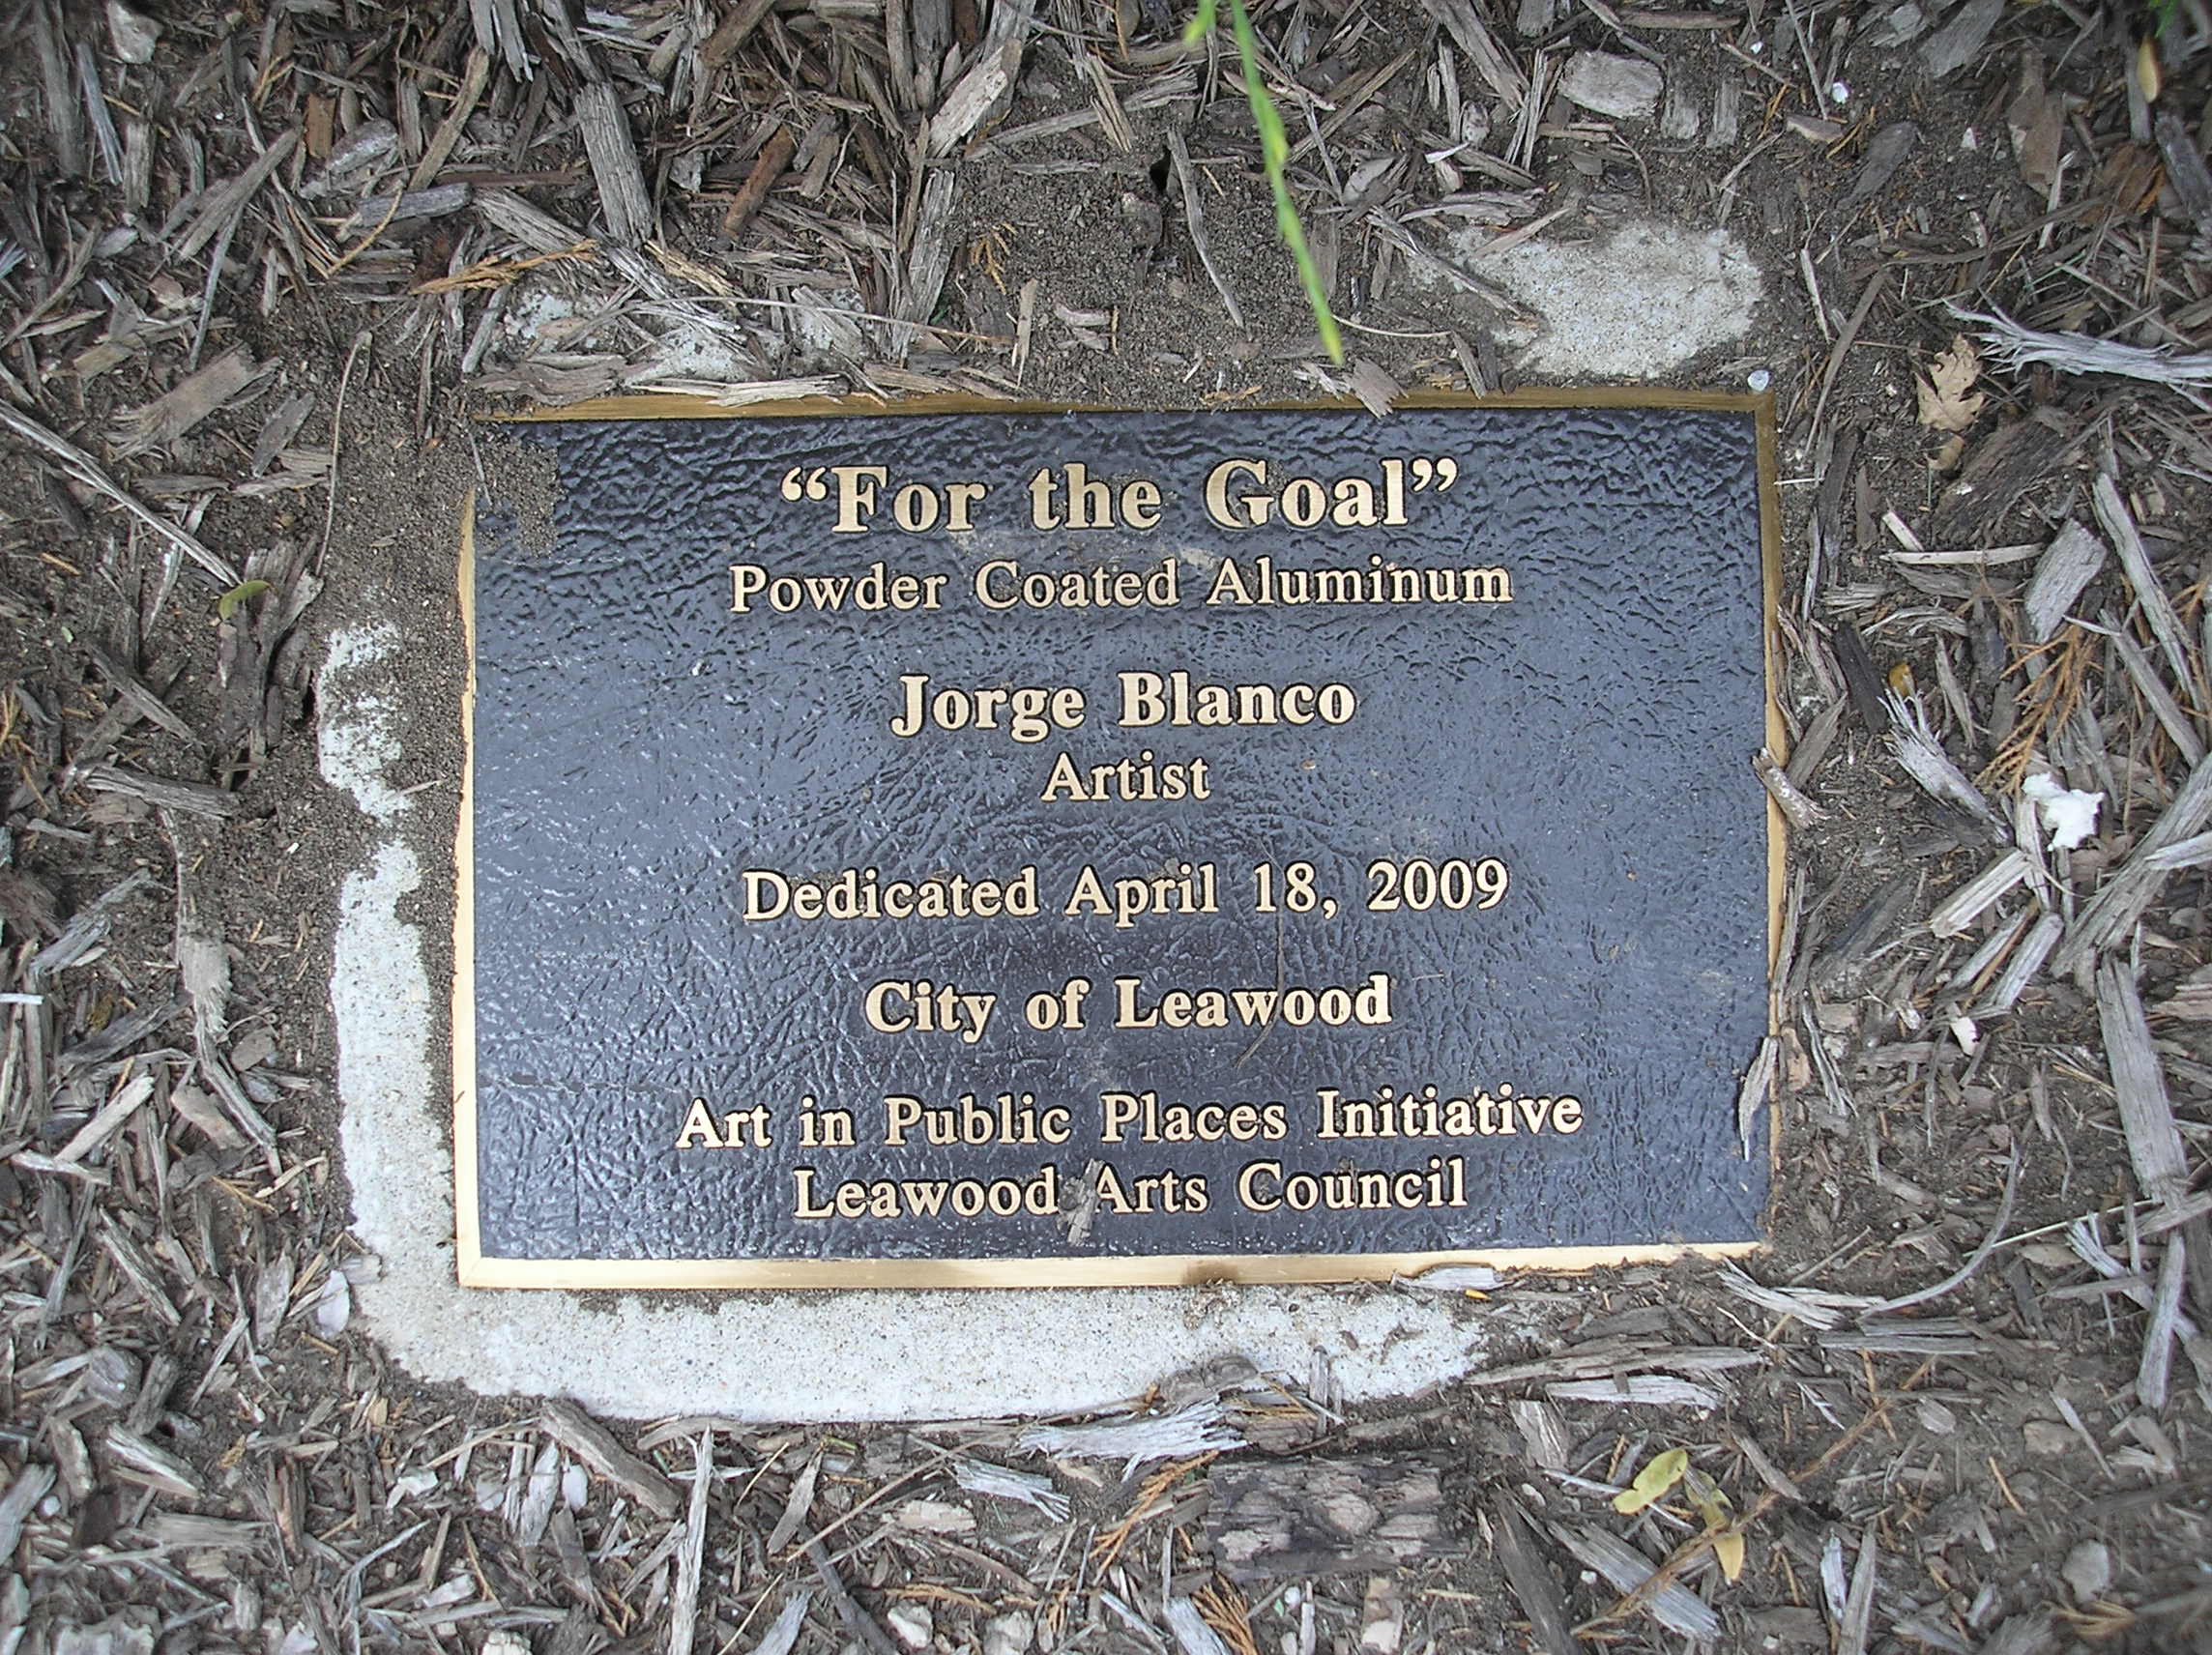 “For the Goal”
Powder Coated Aluminum
Jorge Blanco
Artist
Dedicated April 18, 2009
City of Leawood
Art in Public Places Initiative
Leawood Arts Council